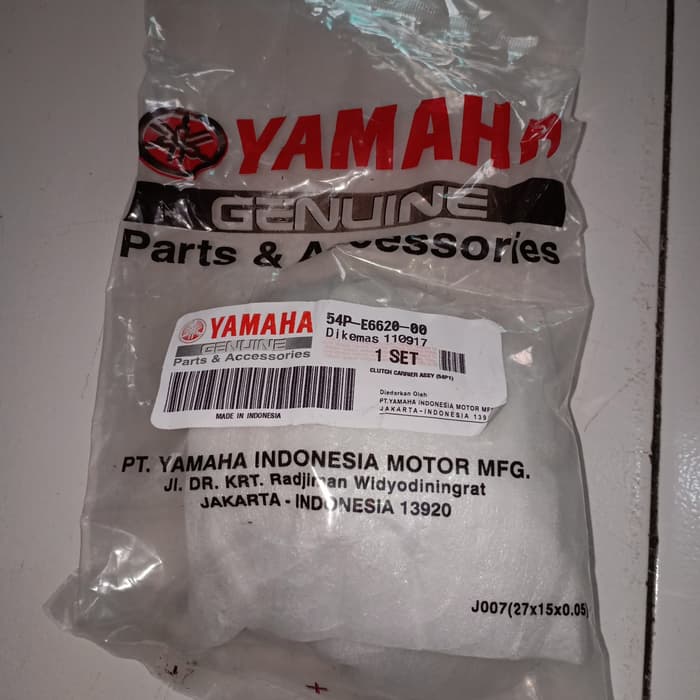 YAMAHA
GENUINE
Parts & Accessories
YAMAHA
GENUINE
Parts & Accessories
54P-E6620-00
Dikemas 110917
1 SET
CLUTCH CARRIER ASSY (54P1)
Diedarkan Oleh
PT.YAMAHA INDONESIA MOTOR MFG
JAKARTA-INDONESIA 139
MADE IN INDONESIA
PT. YAMAHA INDONESIA MOTOR MFG.
Jl. DR. KRT. Radjiman Widyodiningrat
JAKARTA - INDONESIA 13920
J007(27x15x0.05)